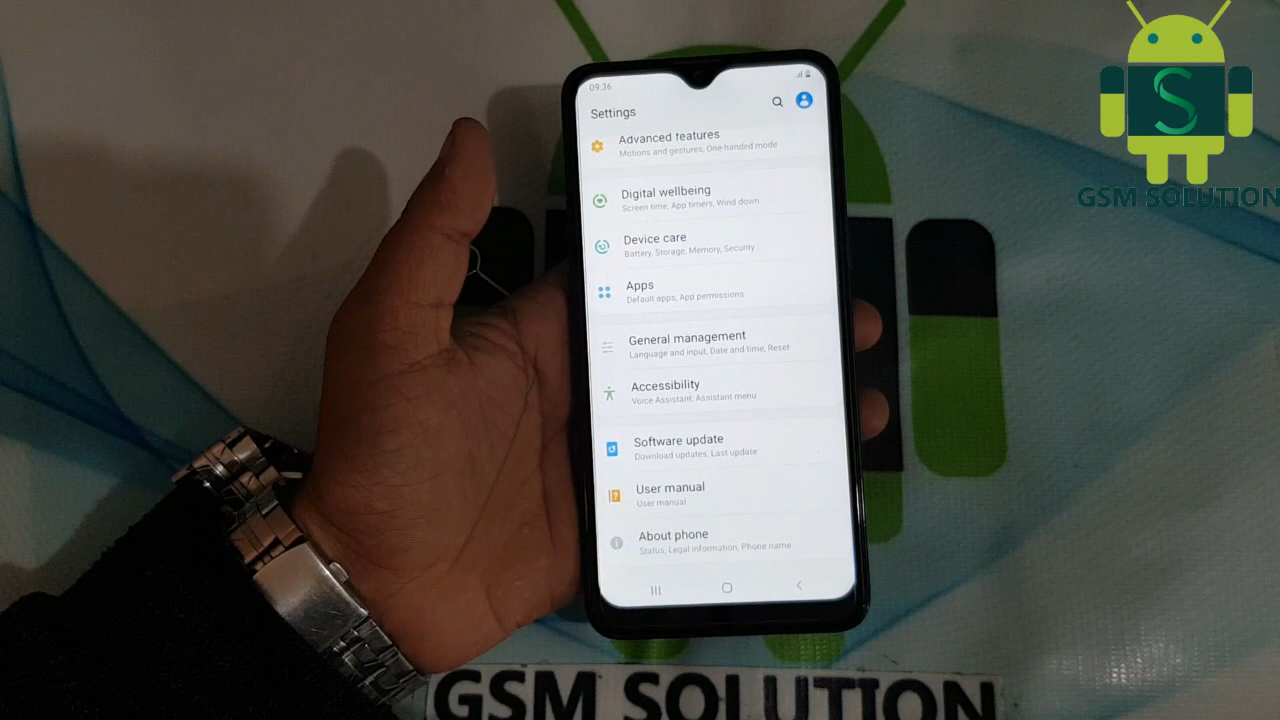 09:36
Settings
Advanced features
Motions and gestures, One-handed mode
Digital wellbeing
Screen time, App timers, Wind down
Device care
Battery, Storage, Memory, Security
Apps
Default apps, App permissions
General management
Language and input, Date and time, Reset
Accessibility
Voice Assistant, Assistant menu
Software update
Download updates, Last update
User manual
User manual
About phone
Status, Legal information, Phone name
S
GSM SOLUTION
GSM SOLUTION